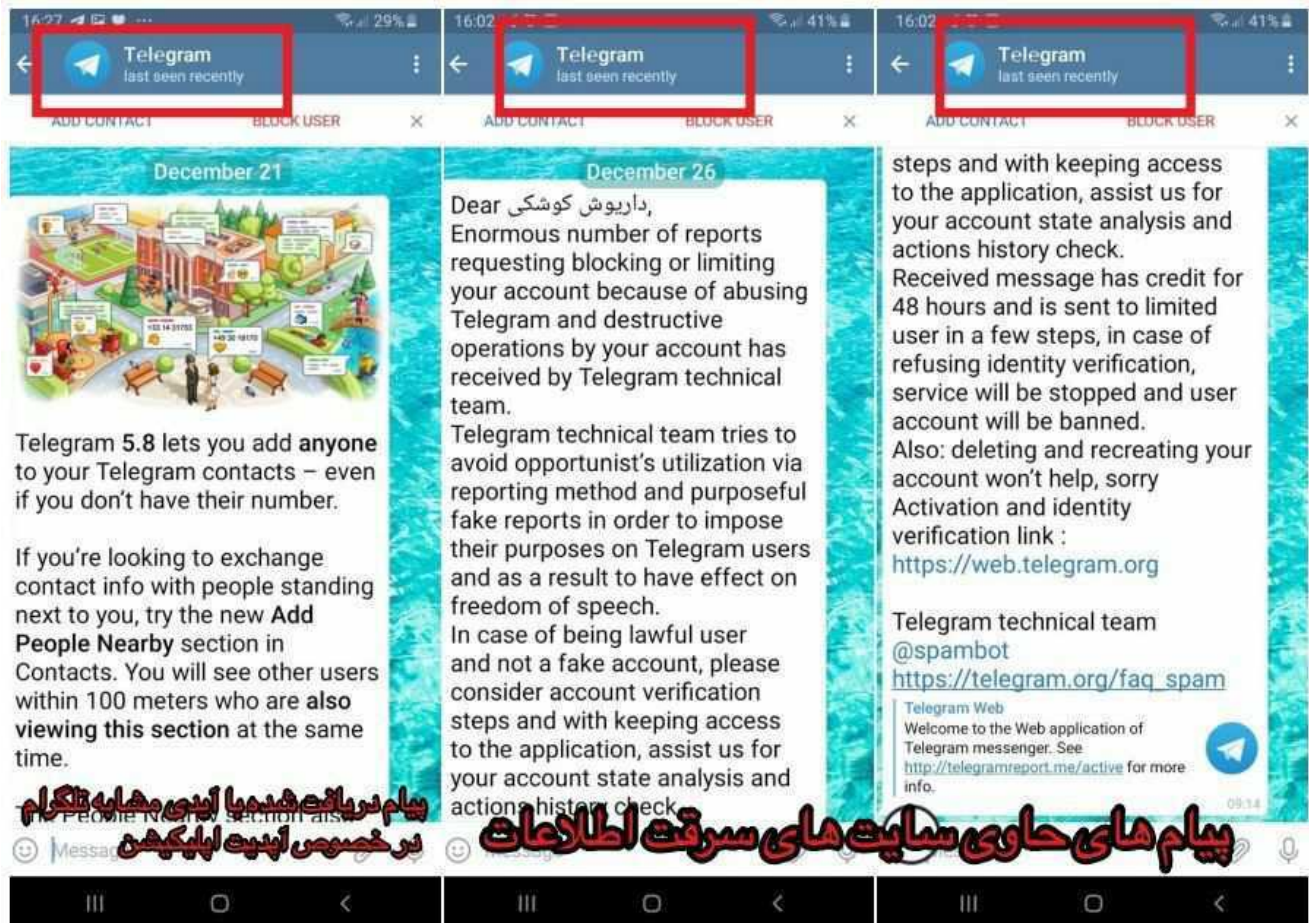 16:27
29%
Telegram
last seen recently
ADD CONTACT
BLOCK USER
December 21
+49 30 18170
Telegram 5.8 lets you add anyone
to your Telegram contacts – even
if you don't have their number.
If you're looking to exchange
contact info with people standing
next to you, try the new Add
People Nearby section in
Contacts. You will see other users
within 100 meters who are also
viewing this section at the same
time.
People Nearby section also
پیام دریافت شده با آیدی مشابه تلگرام
در خصوص آپدیت اپلیکیشن
16:02
41%
Telegram
last seen recently
ADD CONTACT
BLOCK USER
December 26
Dear داریوش کوشکی,
Enormous number of reports
requesting blocking or limiting
your account because of abusing
Telegram and destructive
operations by your account has
received by Telegram technical
team.
Telegram technical team tries to
avoid opportunist's utilization via
reporting method and purposeful
fake reports in order to impose
their purposes on Telegram users
and as a result to have effect on
freedom of speech.
In case of being lawful user
and not a fake account, please
consider account verification
steps and with keeping access
to the application, assist us for
your account state analysis and
actions history check.
16:02
41%
Telegram
last seen recently
ADD CONTACT
BLOCK USER
steps and with keeping access
to the application, assist us for
your account state analysis and
actions history check.
Received message has credit for
48 hours and is sent to limited
user in a few steps, in case of
refusing identity verification,
service will be stopped and user
account will be banned.
Also: deleting and recreating your
account won't help, sorry
Activation and identity
verification link :
https://web.telegram.org
Telegram technical team
@spambot
https://telegram.org/faq_spam
Telegram Web
Welcome to the Web application of
Telegram messenger. See
http://telegramreport.me/active for more
info.
09:14
پیام های حاوی سایت های سرقت اطلاعات